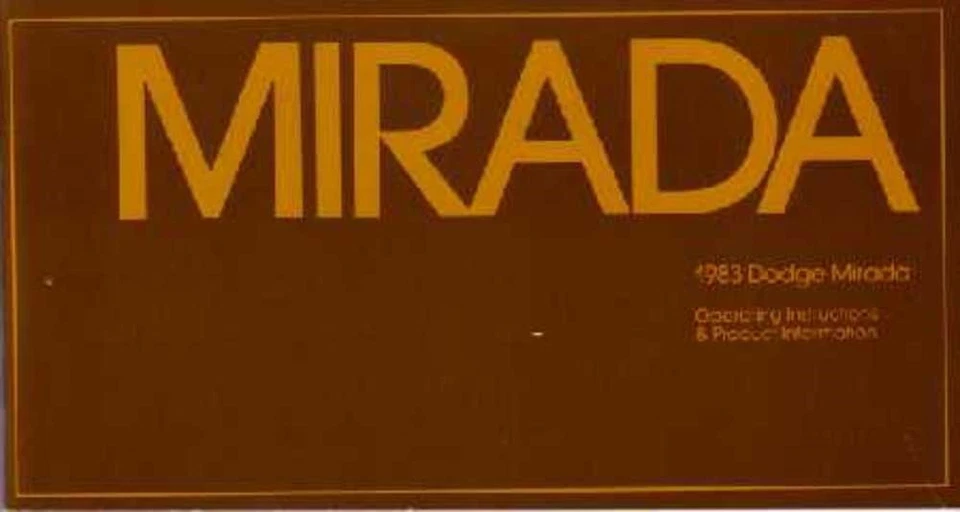 MIRADA
1983 Dodge Mirada
Operating Instructions
& Product Information